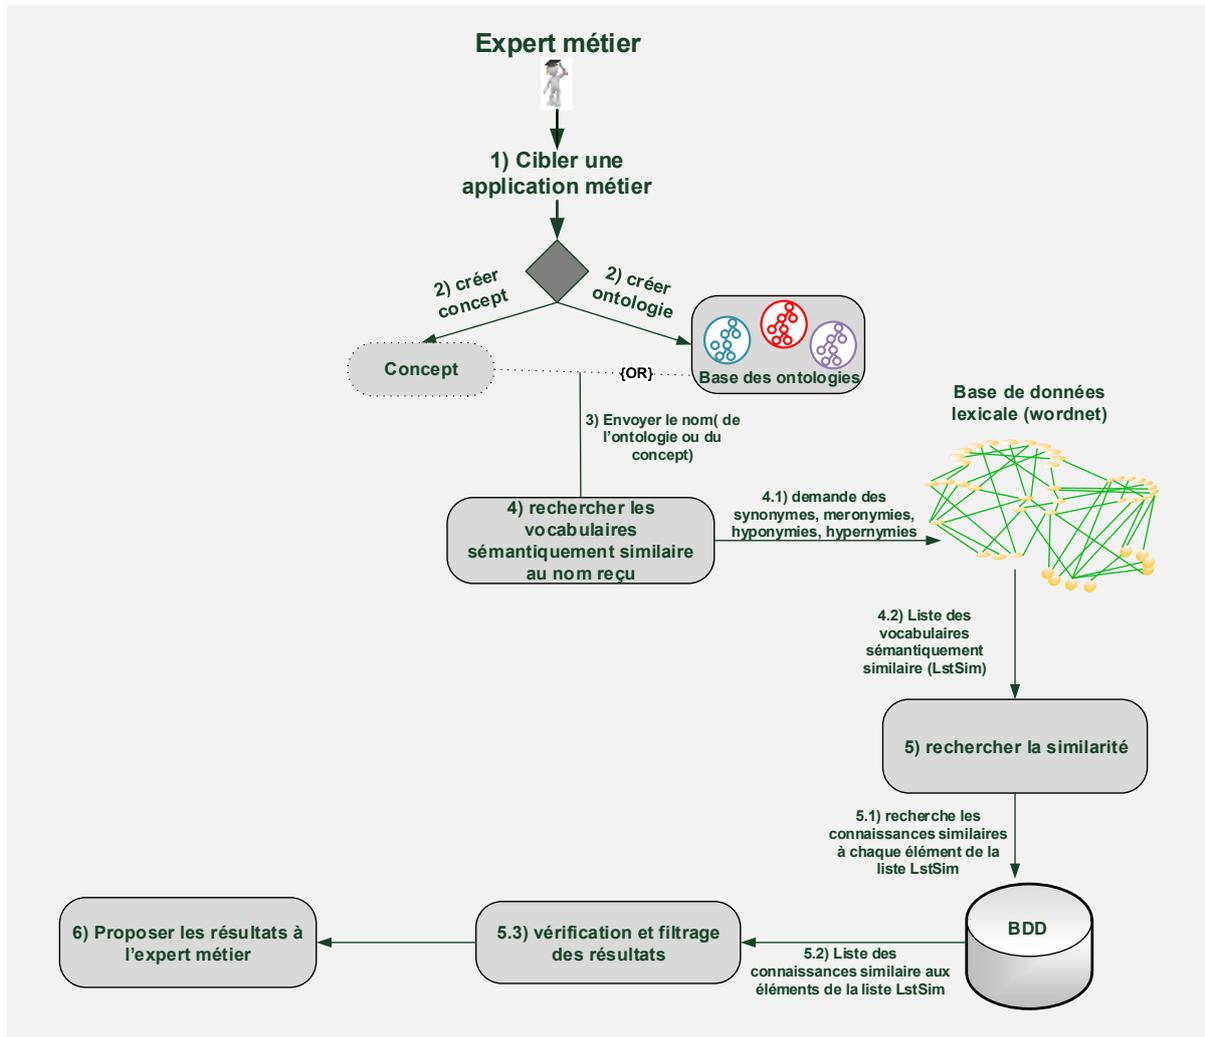 Expert métier
1) Cibler une
application métier
2) créer
concept
2) créer
ontologie
Concept
{OR}
Base des ontologies
3) Envoyer le nom( de
l'ontologie ou du
concept)
Base de données
lexicale (wordnet)
4) rechercher les
vocabulaires
sémantiquement similaire
au nom reçu
4.1) demande des
synonymes, meronymies,
hyponymies, hypernymies
4.2) Liste des
vocabulaires
sémantiquement
similaire (LstSim)
5) rechercher la similarité
5.1) recherche les
connaissances similaires
à chaque élément de la
liste LstSim
BDD
5.2) Liste des
connaissances similaire aux
éléments de la liste LstSim
5.3) vérification et filtrage
des résultats
6) Proposer les résultats à
l'expert métier